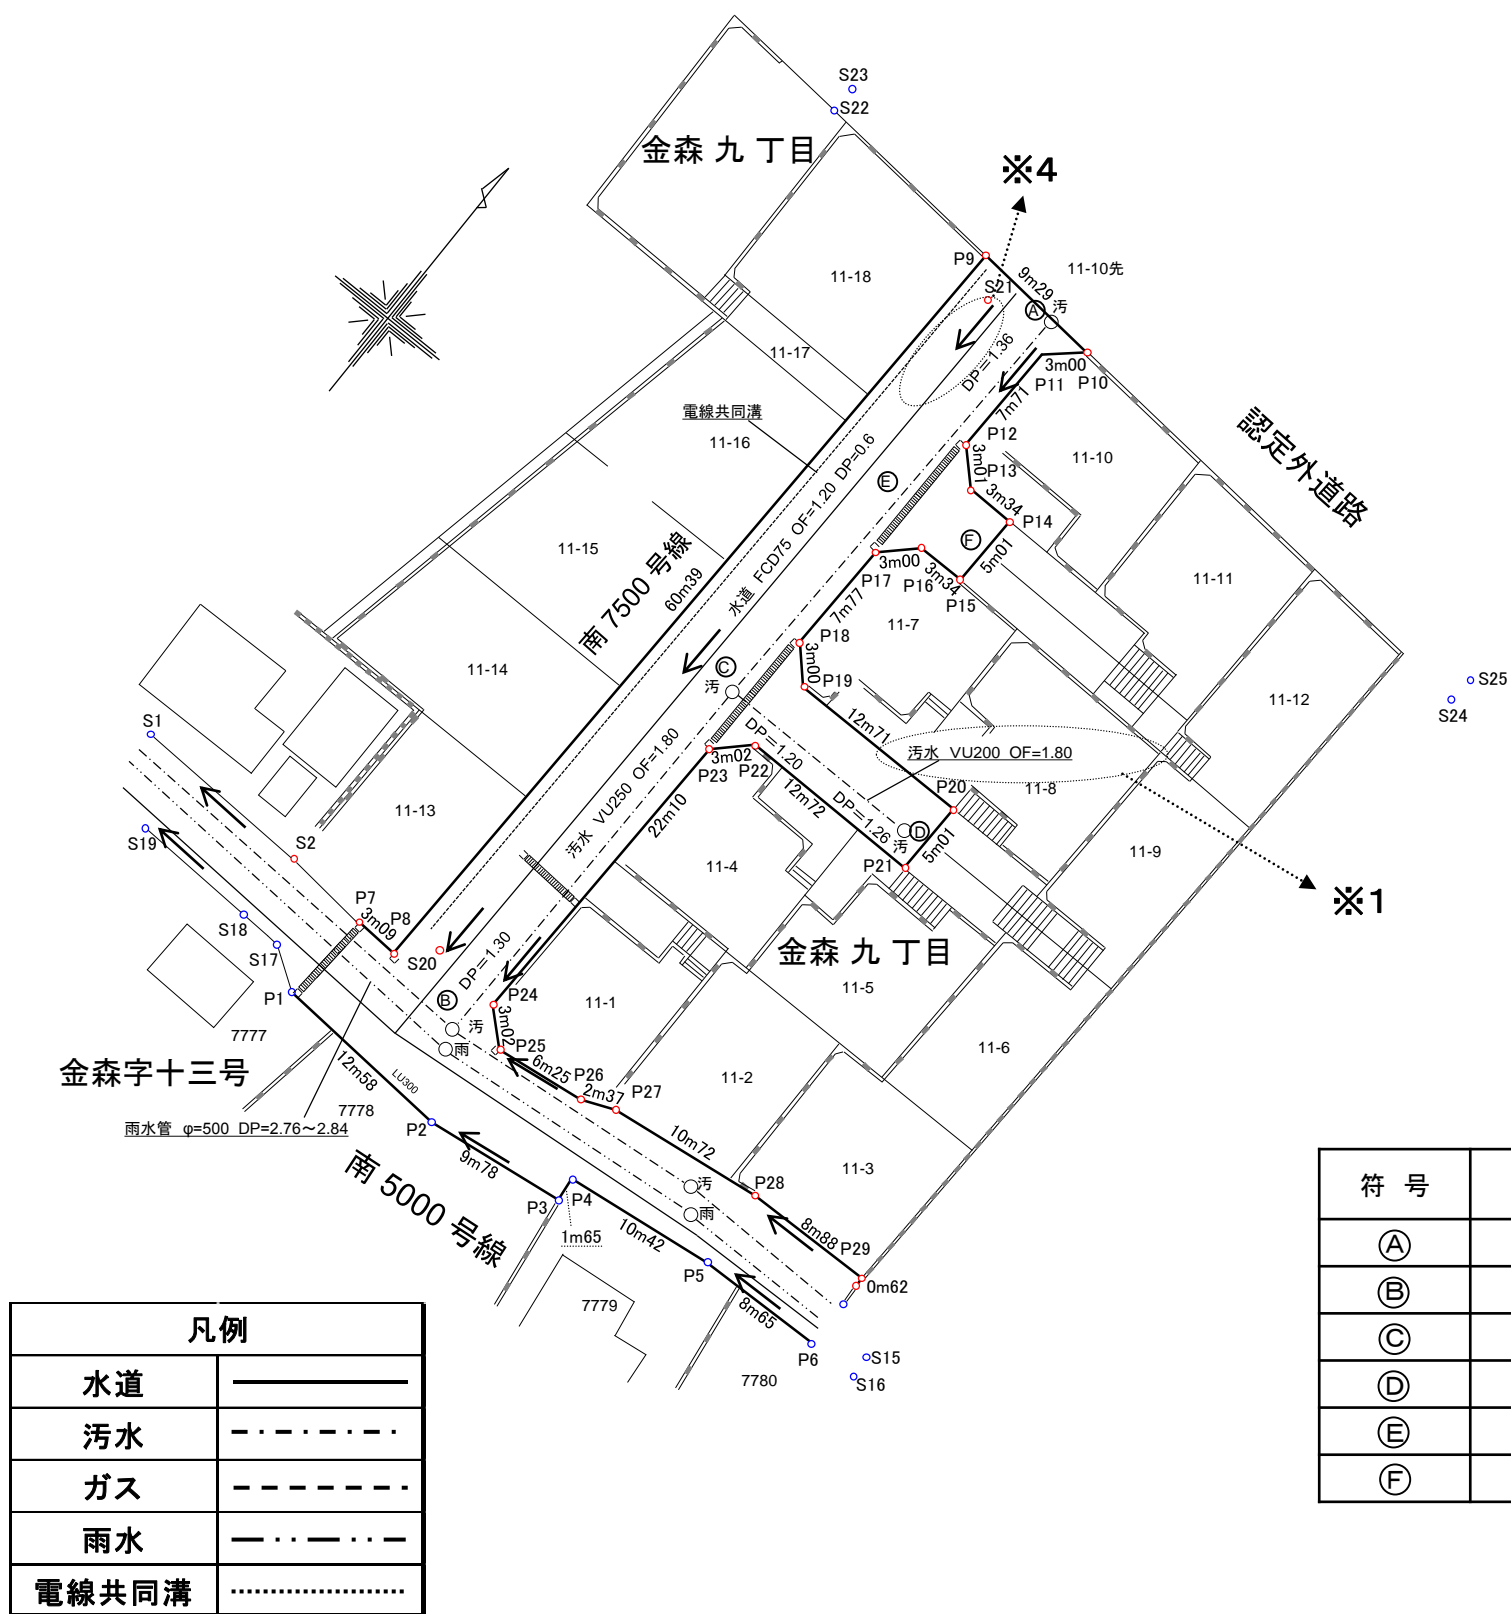 S23
S22
金森 九 丁目
※4
P9
9m29
11-10先
11-18
S21
A
汚
11-17
DP=1.36
3m00
P11
P10
電線共同溝
11-16
7m71
認定外道路
P12
水道 FCD75 OF=1.20 DP=0.6
11-10
3m01
P13
E
3m34
P14
11-15
南 7500 号線
60m39
F
5m01
3m00
P17
P16
3m34
P15
11-11
7m77
11-7
P18
11-14
C
汚
3m00
P19
11-12
S25
S24
S1
12m71
DP=1.20
汚水 VU200 OF=1.80
3m02
P23
P22
11-8
P20
汚水 VU250 OF=1.80
22m10
12m72
DP=1.26
D
汚
5m01
11-13
S19
S2
11-9
11-4
P21
※1
P7
3m09
P8
S18
S17
S20
金森 九 丁目
DP=1.30
P1
B
P24
11-1
11-5
7777
汚
3m02
雨
P25
11-6
金森字十三号
12m58
LU300
6m25
P26
2m37
P27
11-2
7778
雨水管 φ=500 DP=2.76～2.84
P2
10m72
9m78
11-3
南 5000 号線
汚
P28
P4
P3
雨
8m88
1m65
10m42
P29
P5
0m62
7779
8m65
P6
S15
S16
7780
符 号
A
B
C
D
E
F
凡例
水道
汚水
ガス
雨水
電線共同溝